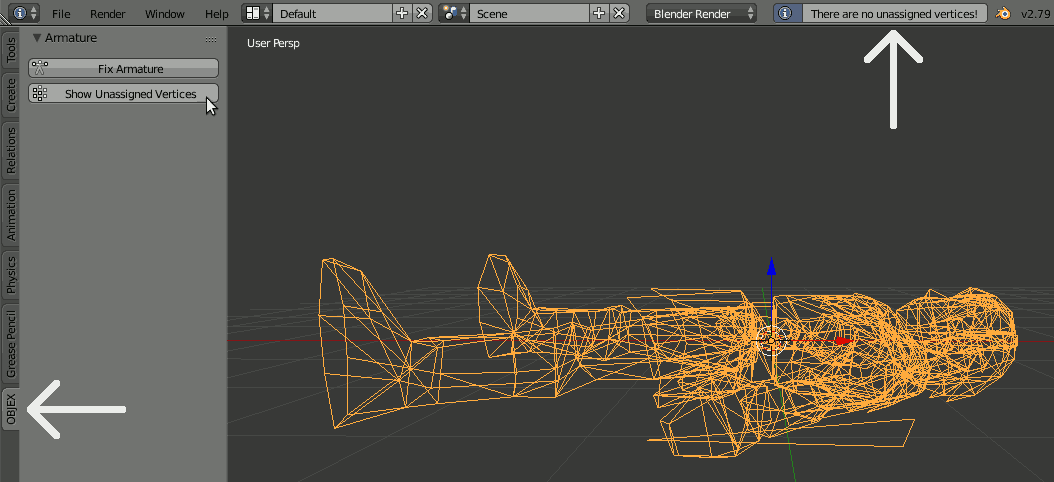 File Render Window Help Default Scene Blender Render There are no unassigned vertices! v2.79
Armature
Fix Armature
Show Unassigned Vertices
User Persp
Tools
Create
Relations
Animation
Physics
Grease Pencil
OBJEX